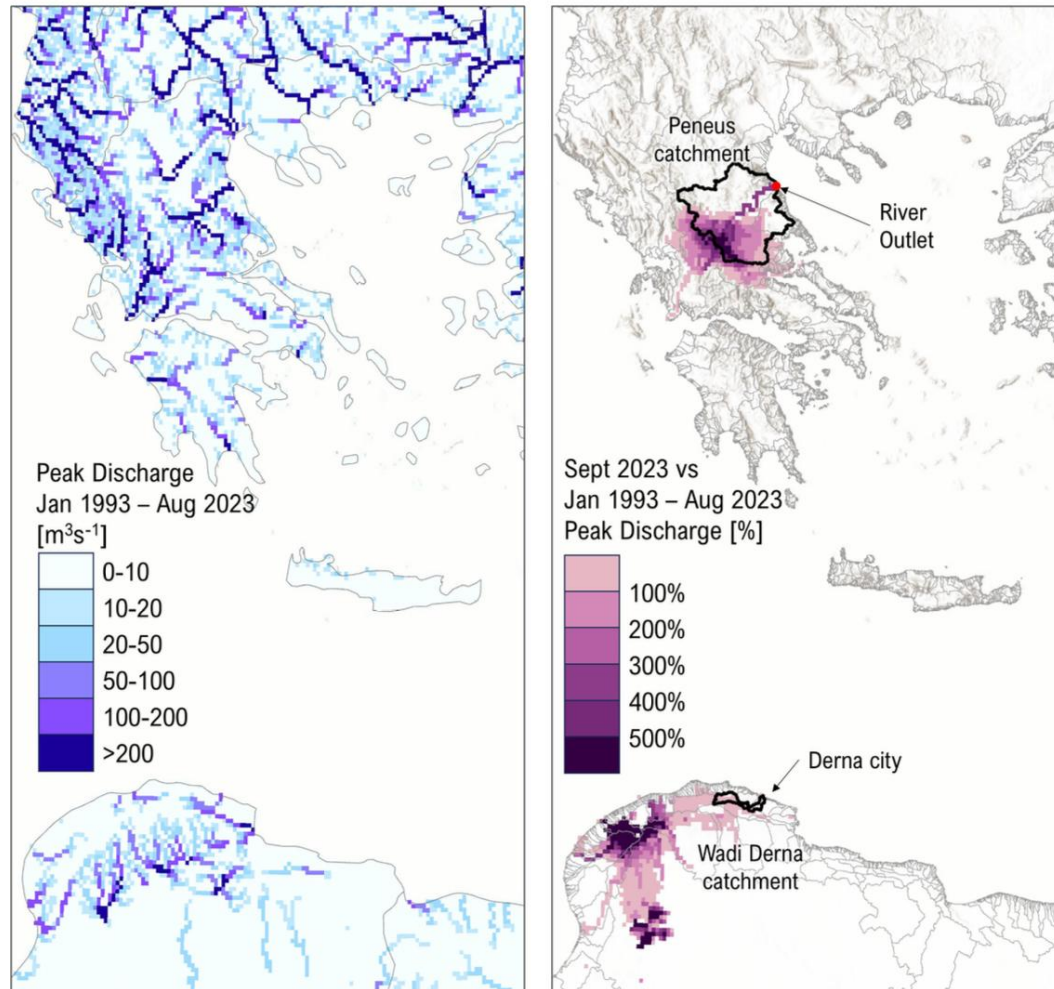 Peak Discharge
Jan 1993 – Aug 2023
[m³s⁻¹]
0-10
10-20
20-50
50-100
100-200
>200
Peneus
catchment
River
Outlet
Sept 2023 vs
Jan 1993 – Aug 2023
Peak Discharge [%]
100%
200%
300%
400%
500%
Derna city
Wadi Derna
catchment